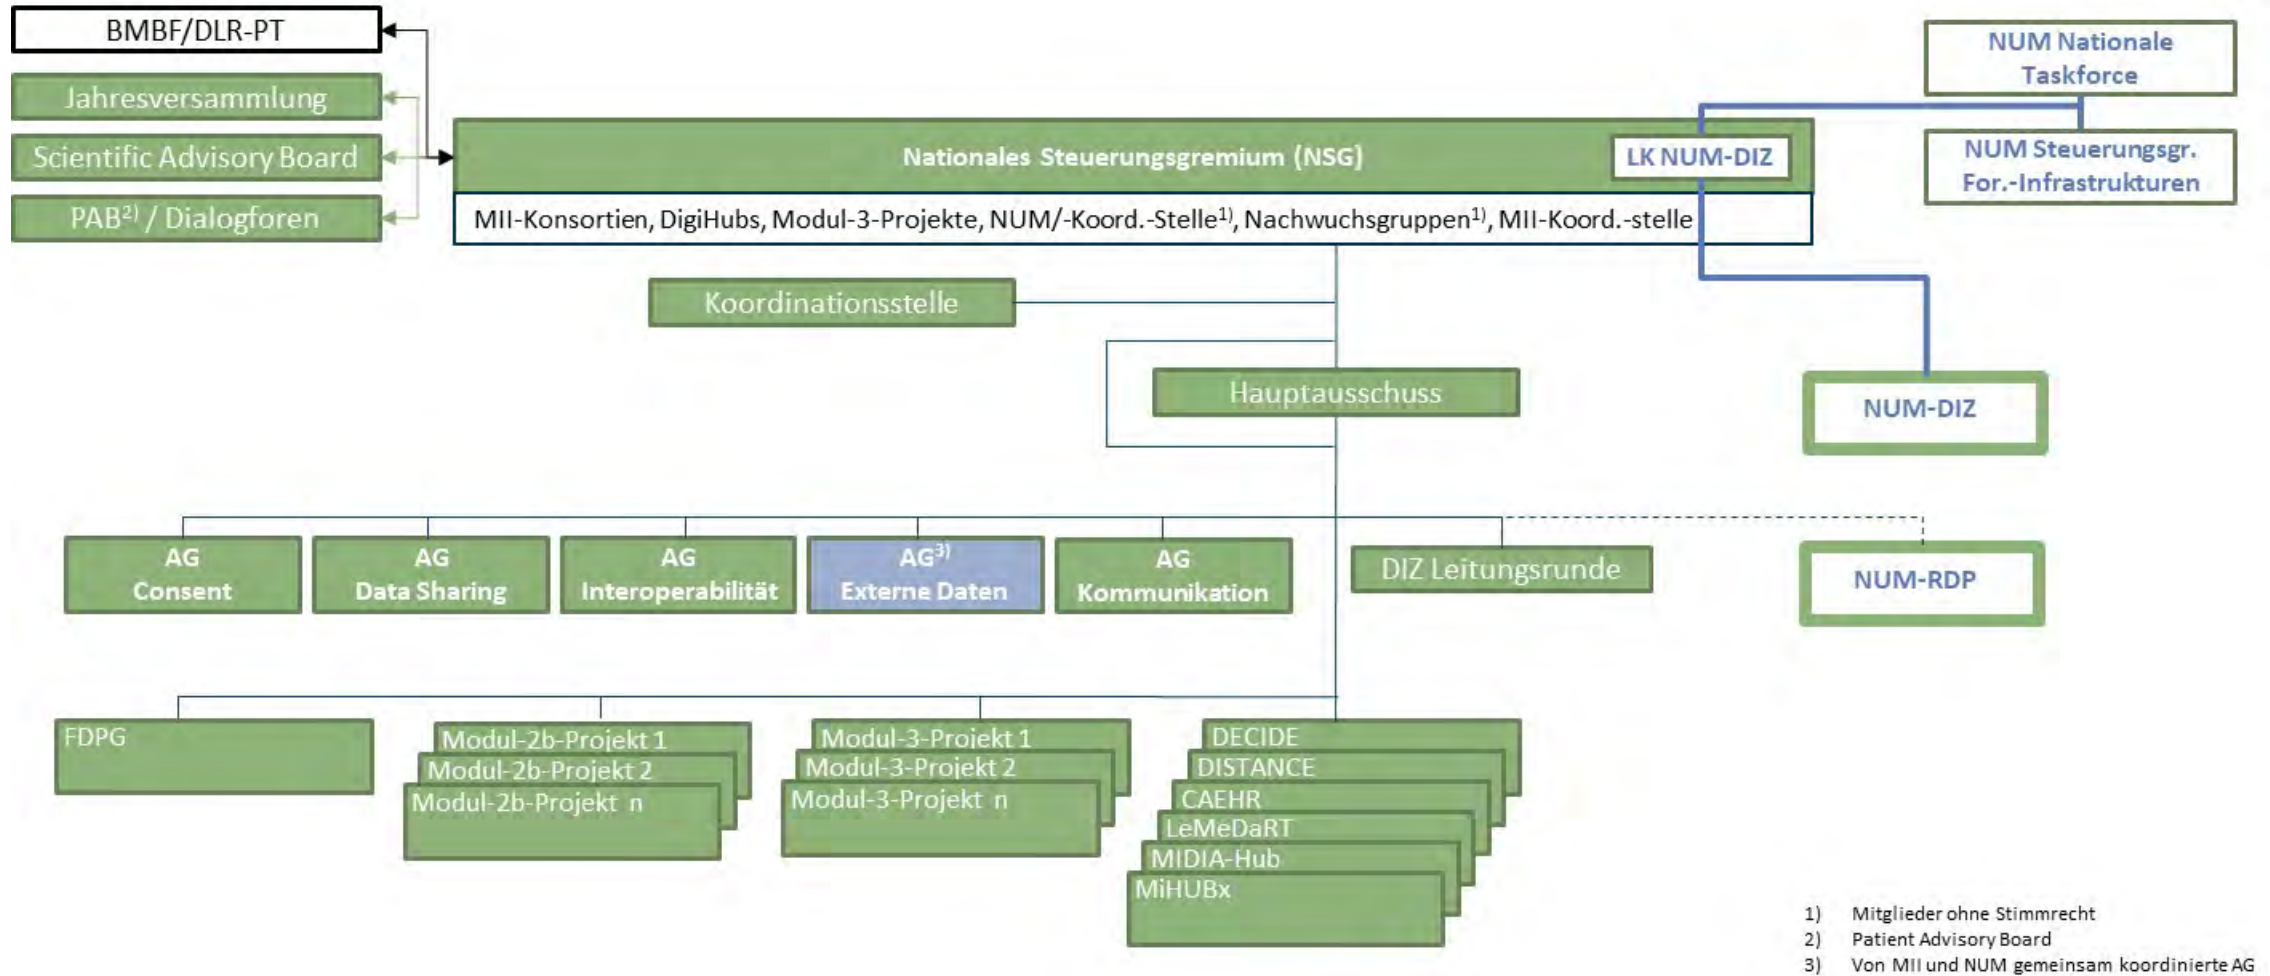 BMBF/DLR-PT
Jahresversammlung
Scientific Advisory Board
PAB2) / Dialogforen
NUM Nationale
Taskforce
NUM Steuerungsgr.
For.-Infrastrukturen
Nationales Steuerungsgremium (NSG)
LK NUM-DIZ
MII-Konsortien, DigiHubs, Modul-3-Projekte, NUM/-Koord.-Stelle1), Nachwuchsgruppen1), MII-Koord.-stelle
Koordinationsstelle
Hauptausschuss
NUM-DIZ
AG
Consent
AG
Data Sharing
AG
Interoperabilität
AG3)
Externe Daten
AG
Kommunikation
DIZ Leitungsrunde
NUM-RDP
FDPG
Modul-2b-Projekt 1
Modul-2b-Projekt 2
Modul-2b-Projekt n
Modul-3-Projekt 1
Modul-3-Projekt 2
Modul-3-Projekt n
DECIDE
DISTANCE
CAEHR
LeMeDaRT
MIDIA-Hub
MiHUBx
1) Mitglieder ohne Stimmrecht
2) Patient Advisory Board
3) Von MII und NUM gemeinsam koordinierte AG